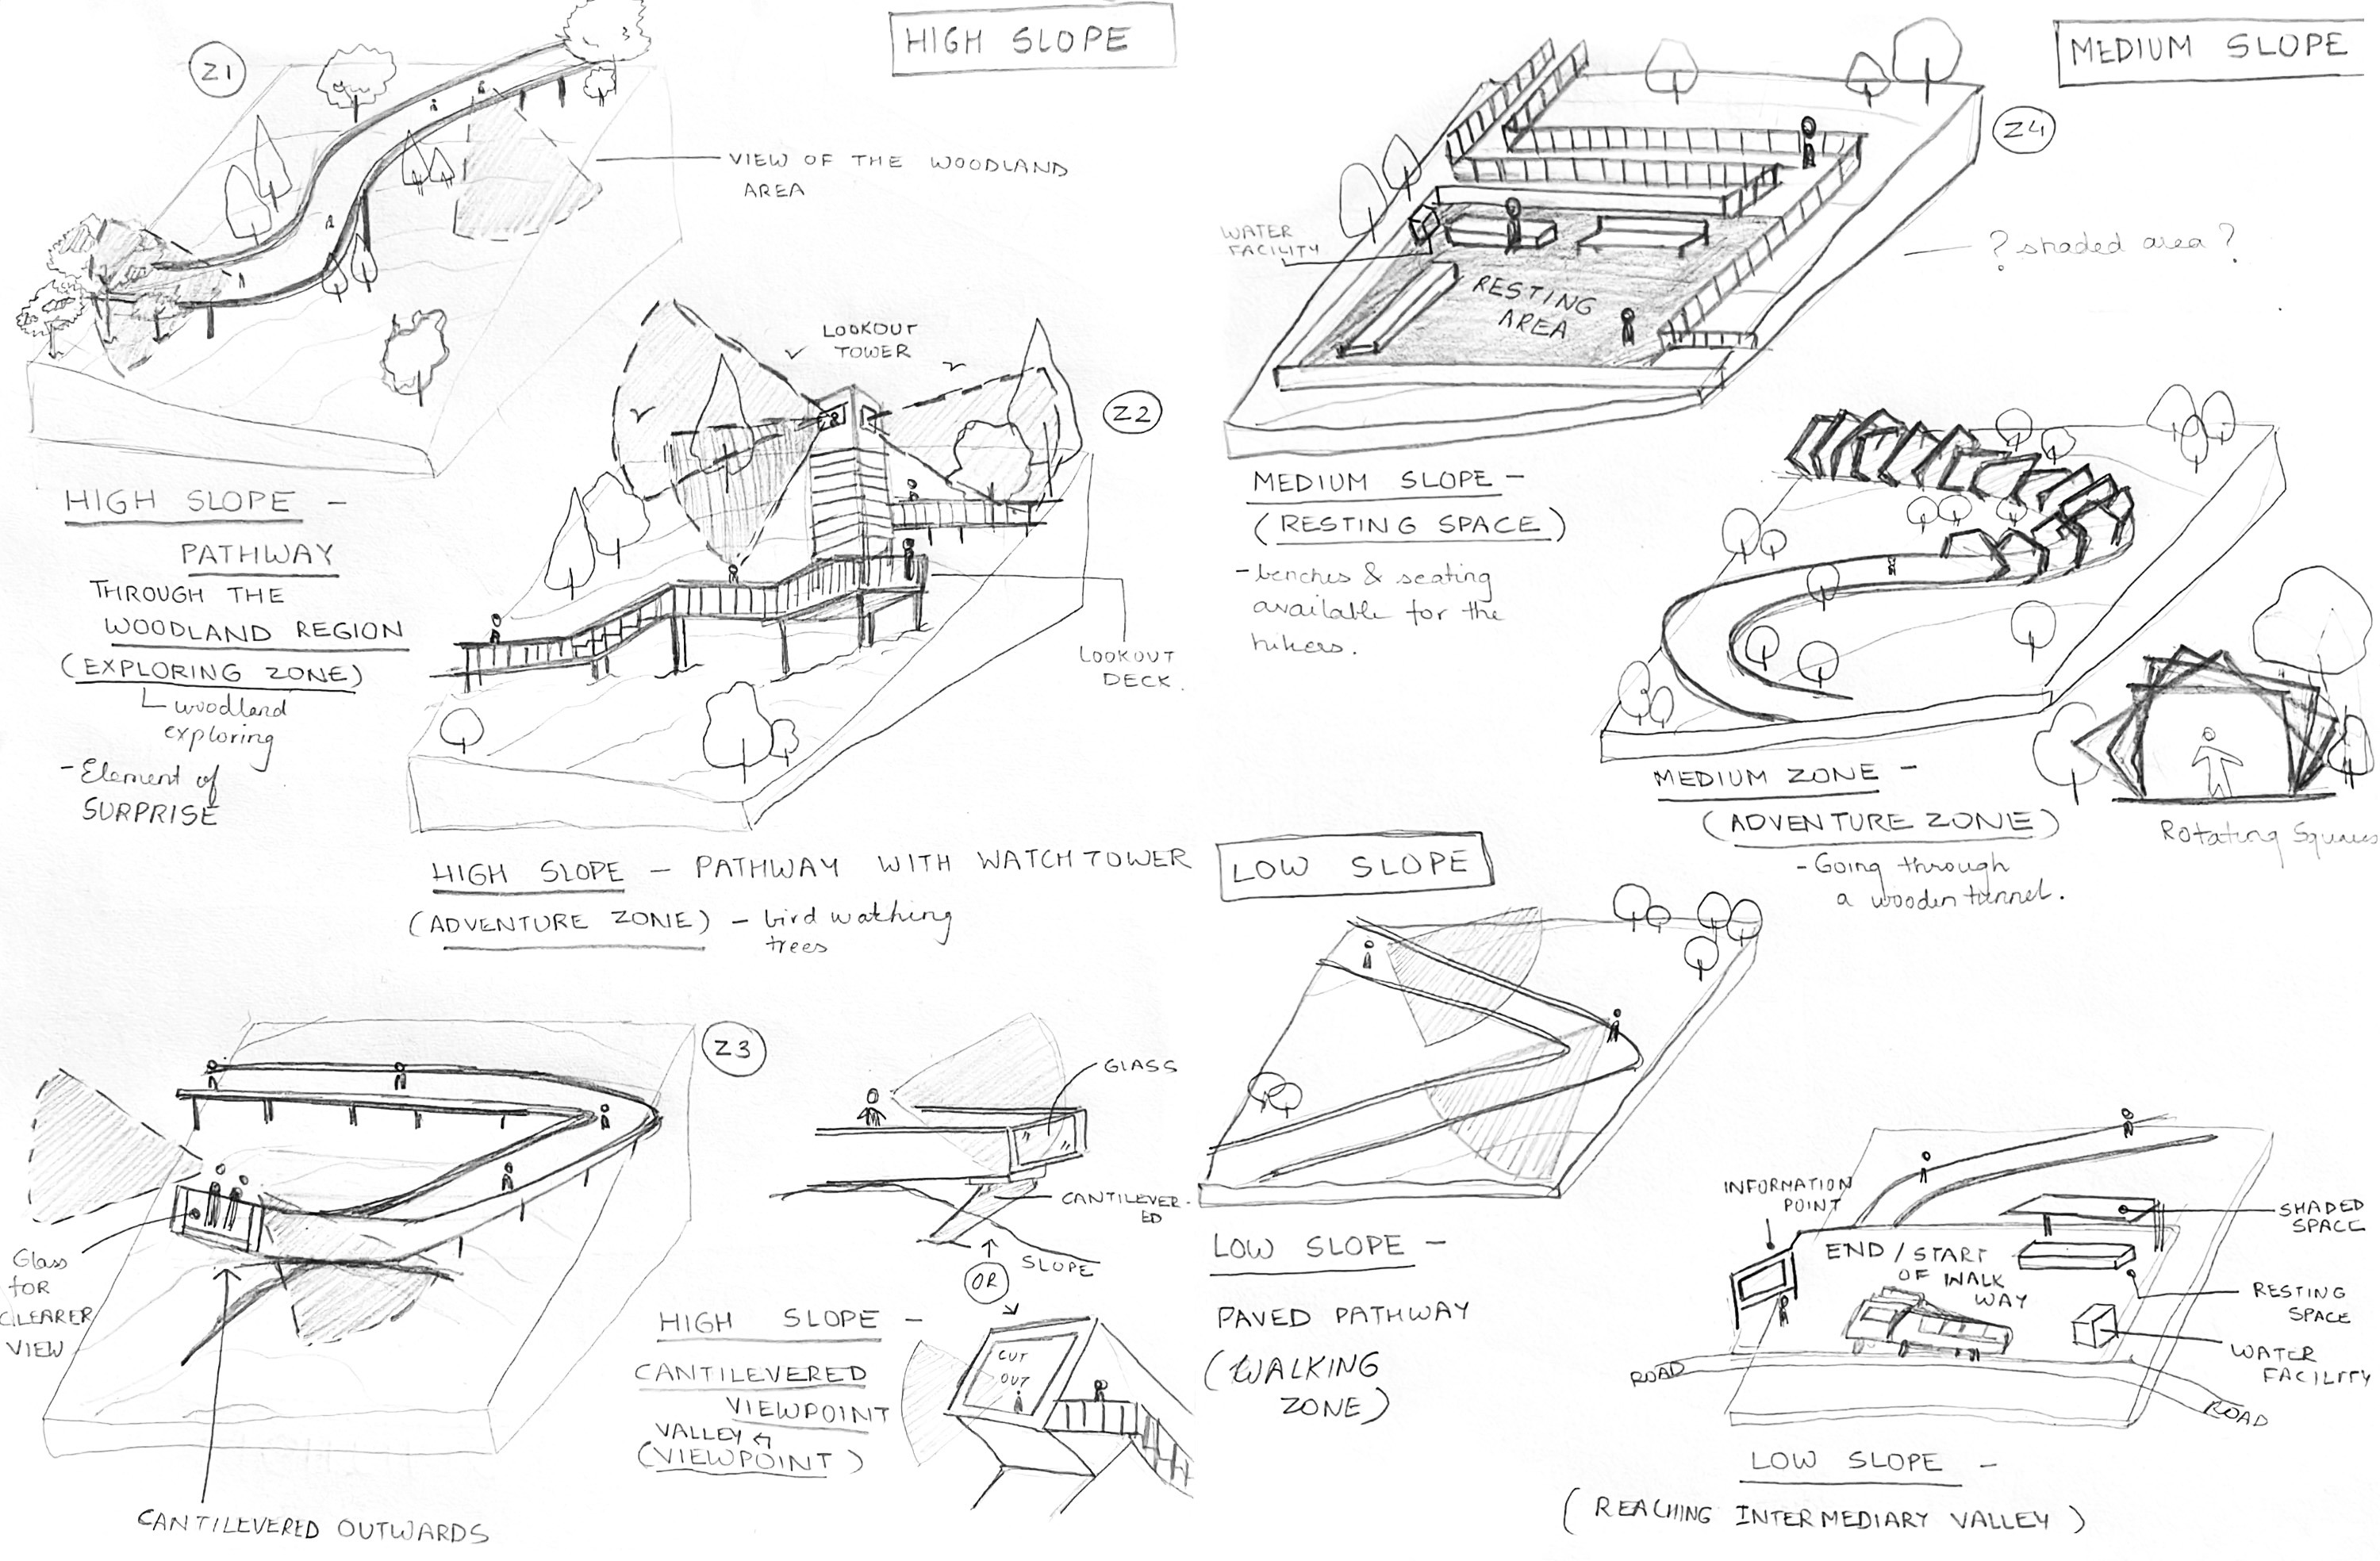 HIGH SLOPE
Z1
VIEW OF THE WOODLAND
AREA
HIGH SLOPE -
PATHWAY
THROUGH THE
WOODLAND REGION
(EXPLORING ZONE)
woodland
exploring
- Element of
SURPRISE
LOOKOUT
TOWER
Z2
LOOKOUT
DECK.
HIGH SLOPE - PATHWAY WITH WATCHTOWER
(ADVENTURE ZONE) - bird watching
trees
Z3
Glass
for
CLEARER
VIEW
CANTILEVERED OUTWARDS
GLASS
CANTILEVER-
ED
SLOPE
OR
CUT
OUT
HIGH SLOPE -
CANTILEVERED
VIEWPOINT
VALLEY
(VIEWPOINT)
MEDIUM SLOPE
Z4
WATER
FACILITY
RESTING
AREA
? shaded area ?
MEDIUM SLOPE -
(RESTING SPACE)
- benches & seating
available for the
hikers.
MEDIUM ZONE -
(ADVENTURE ZONE)
- Going through
a wooden tunnel.
Rotating Squares
LOW SLOPE
LOW SLOPE -
PAVED PATHWAY
(WALKING
ZONE)
INFORMATION
POINT
END / START
OF WALK
WAY
SHADED
SPACE
RESTING
SPACE
WATER
FACILITY
ROAD
ROAD
LOW SLOPE -
(REACHING INTERMEDIARY VALLEY)